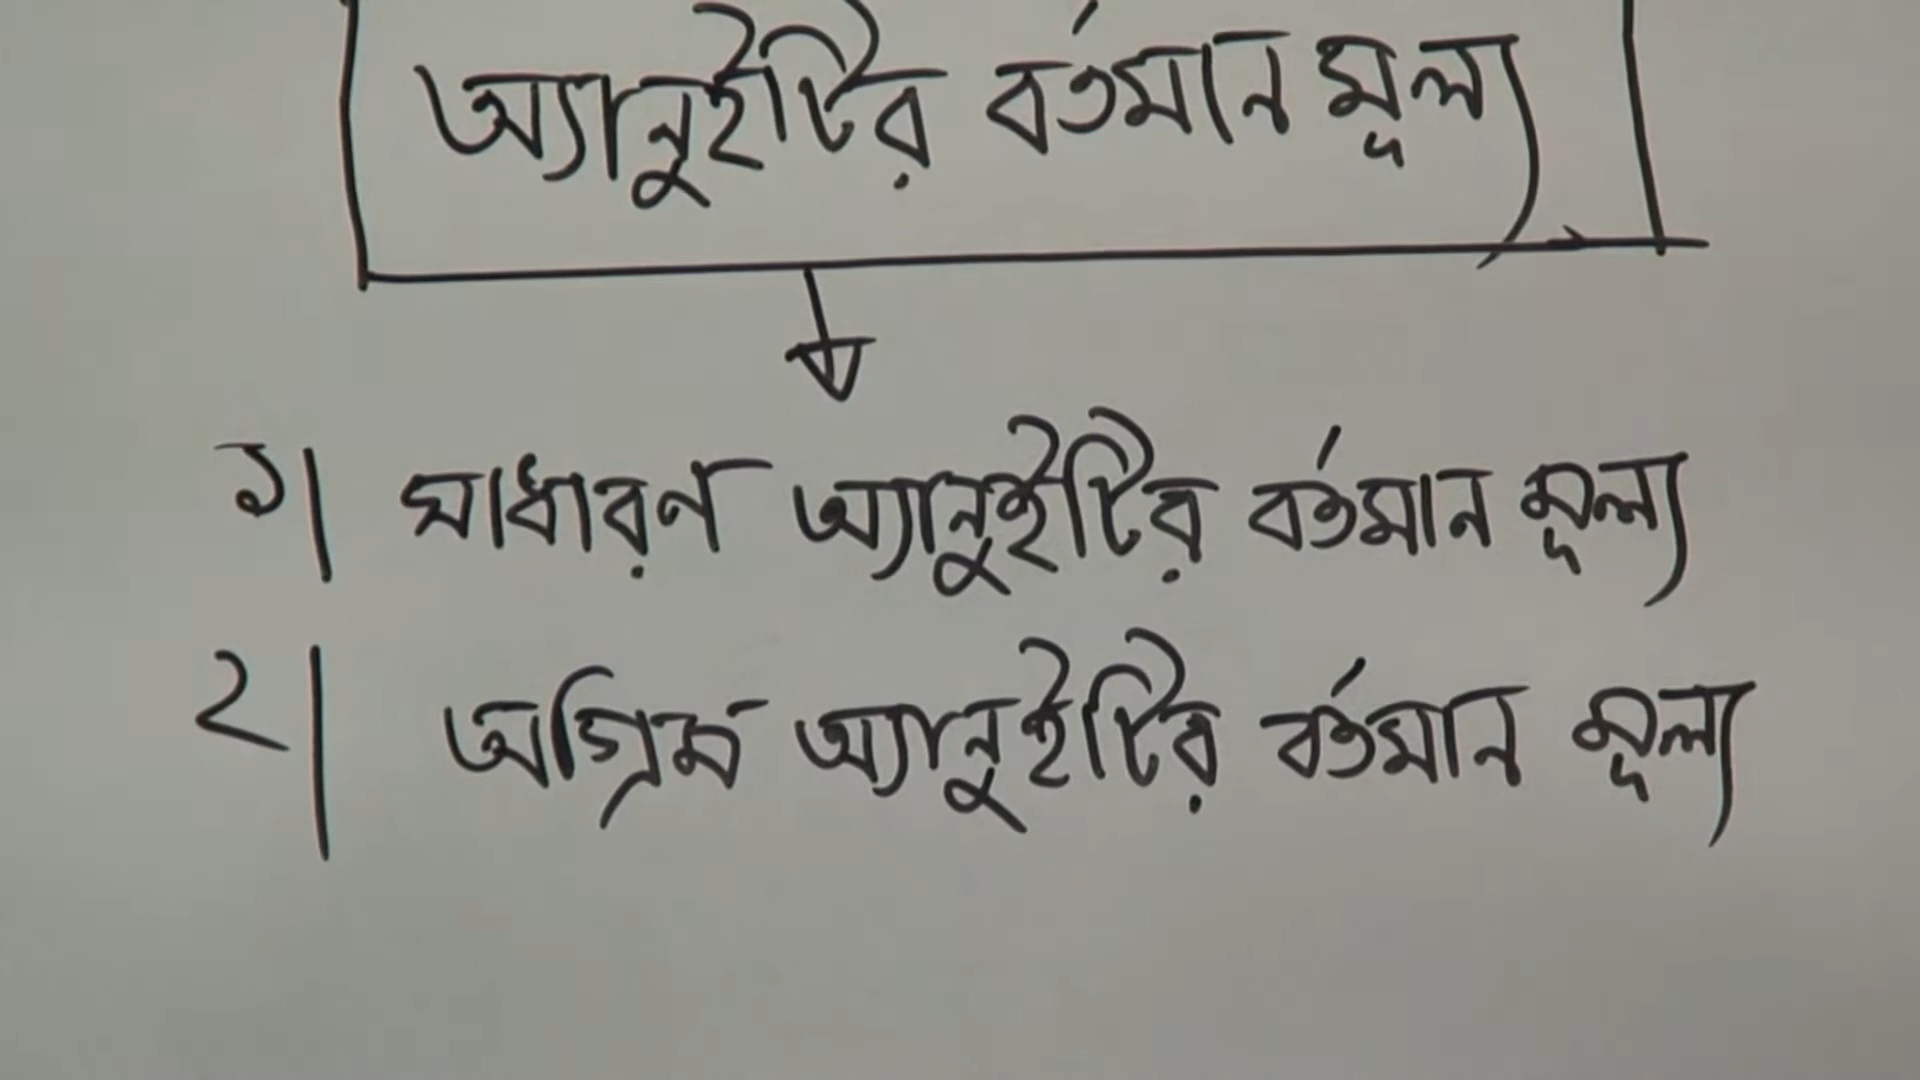 অ্যানুইটির বর্তমান মূল্য
১। সাধারণ অ্যানুইটির বর্তমান মূল্য
২। অগ্রিম অ্যানুইটির বর্তমান মূল্য